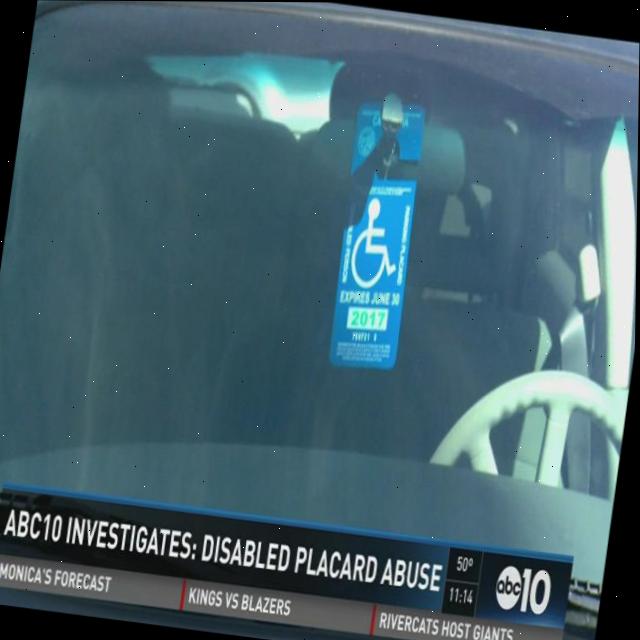 EXPIRES JUNE 30
2017
ABC10 INVESTIGATES: DISABLED PLACARD ABUSE
50°
11:14
abc10
MONICA'S FORECAST
KINGS VS BLAZERS
RIVERCATS HOST GIANTS